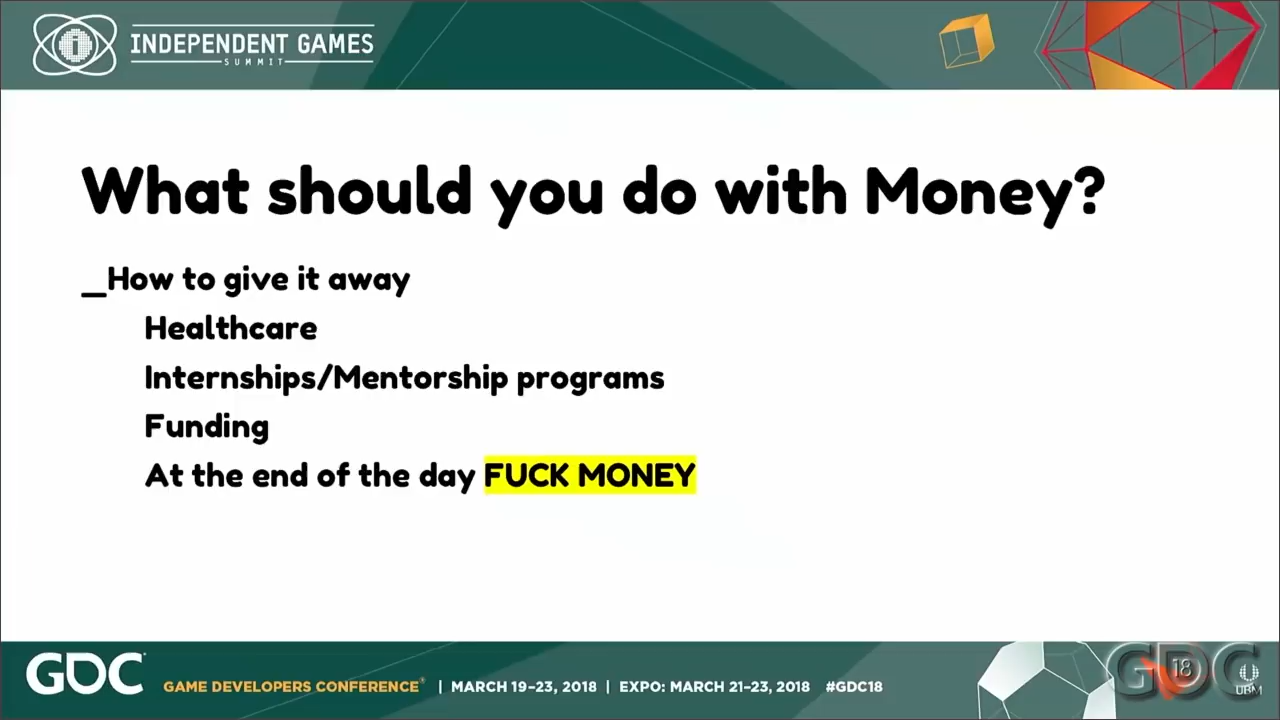 INDEPENDENT GAMES
SUMMIT
What should you do with Money?
_How to give it away
Healthcare
Internships/Mentorship programs
Funding
At the end of the day FUCK MONEY
GDC
GAME DEVELOPERS CONFERENCE® | MARCH 19–23, 2018 | EXPO: MARCH 21–23, 2018 #GDC18
GDC 18
UBM